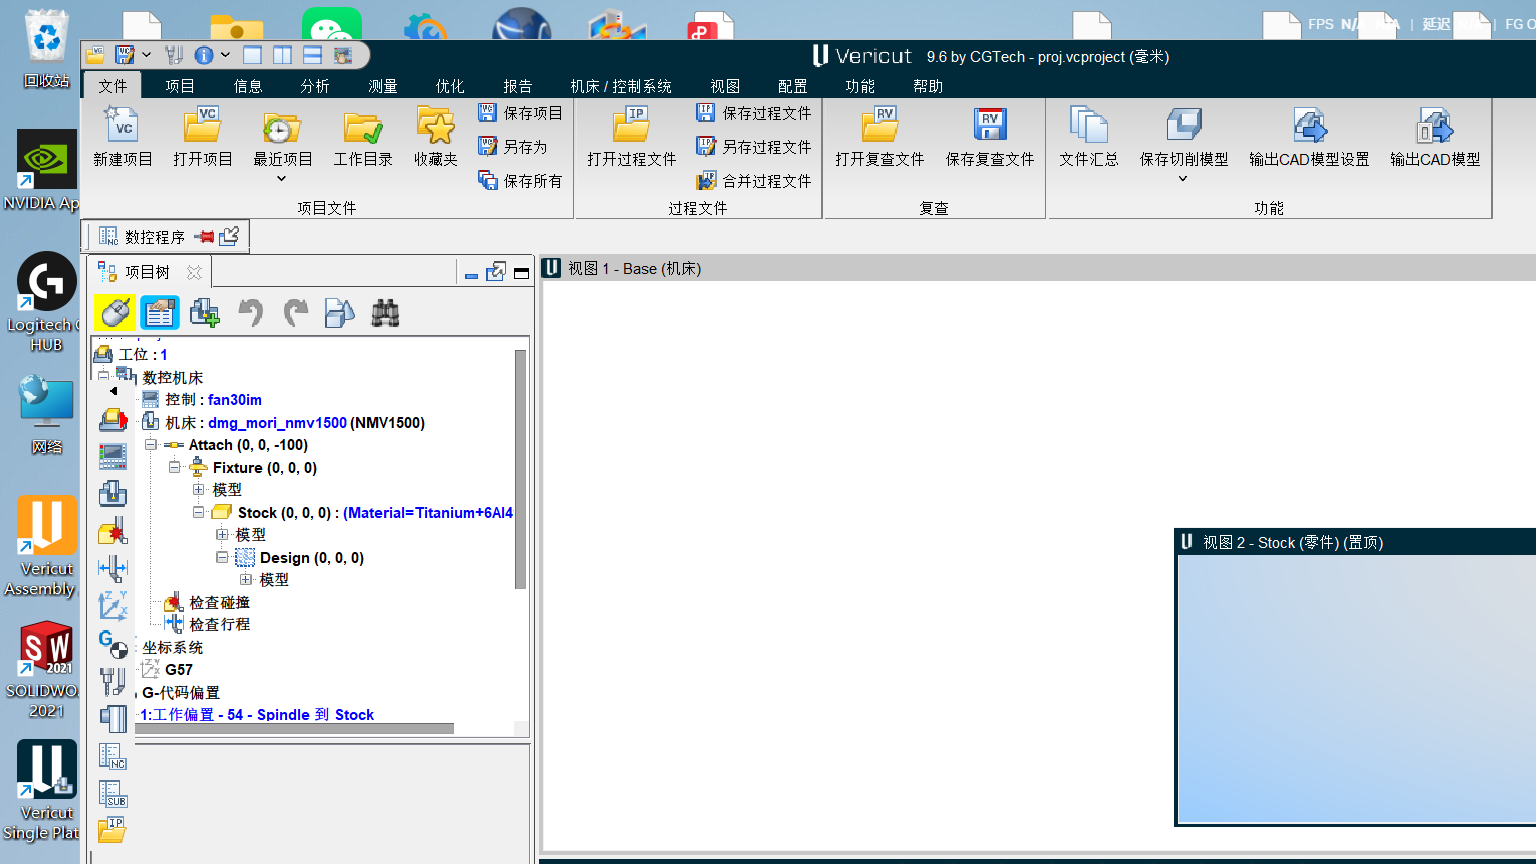 回收站
NVIDIA Ap
Logitech
HUB
网络
Vericut
Assembly
SOLIDWO
2021
Vericut
Single Plat
FPS N/A | 延迟 | FG O
Vericut 9.6 by CGTech - proj.vcproject (毫米)
文件 项目 信息 分析 测量 优化 报告 机床 / 控制系统 视图 配置 功能 帮助
新建项目 打开项目 最近项目 工作目录 收藏夹
保存项目
另存为
保存所有
项目文件
打开过程文件
保存过程文件
另存过程文件
合并过程文件
过程文件
打开复查文件 保存复查文件
复查
文件汇总 保存切削模型 输出CAD模型设置 输出CAD模型
功能
数控程序
项目树
工位 : 1
数控机床
控制 : fan30im
机床 : dmg_mori_nmv1500 (NMV1500)
Attach (0, 0, -100)
Fixture (0, 0, 0)
模型
Stock (0, 0, 0) : (Material=Titanium+6Al4
模型
Design (0, 0, 0)
模型
检查碰撞
检查行程
坐标系统
G57
G-代码偏置
1:工作偏置 - 54 - Spindle 到 Stock
视图 1 - Base (机床)
视图 2 - Stock (零件) (置顶)